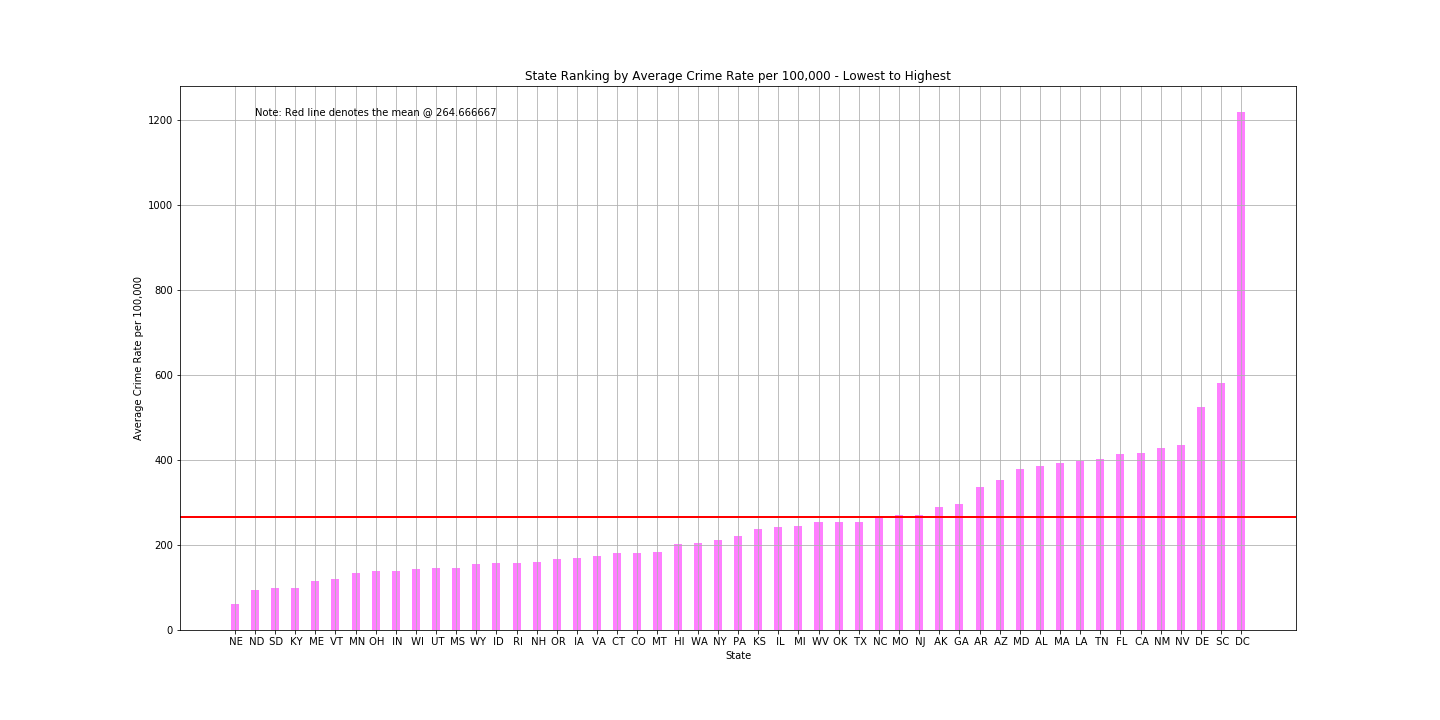 State Ranking by Average Crime Rate per 100,000 - Lowest to Highest
Note: Red line denotes the mean @ 264.666667
1200
1000
800
600
400
200
0
Average Crime Rate per 100,000
NE ND SD KY ME VT MN OH IN WI UT MS WY ID RI NH OR IA VA CT CO MT HI WA NY PA KS IL MI WV OK TX NC MO NJ AK GA AR AZ MD AL MA LA TN FL CA NM NV DE SC DC
State